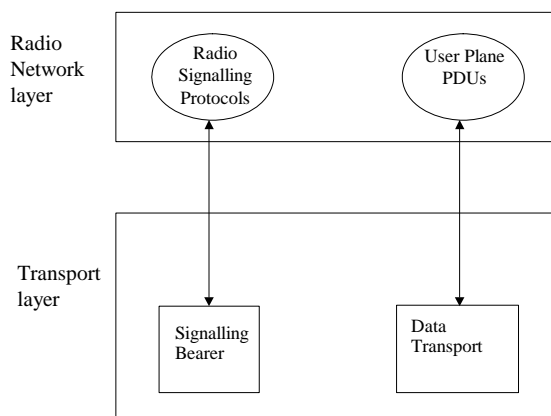 Radio
Network
layer
Radio
Signalling
Protocols
User Plane
PDUs
Transport
layer
Signalling
Bearer
Data
Transport